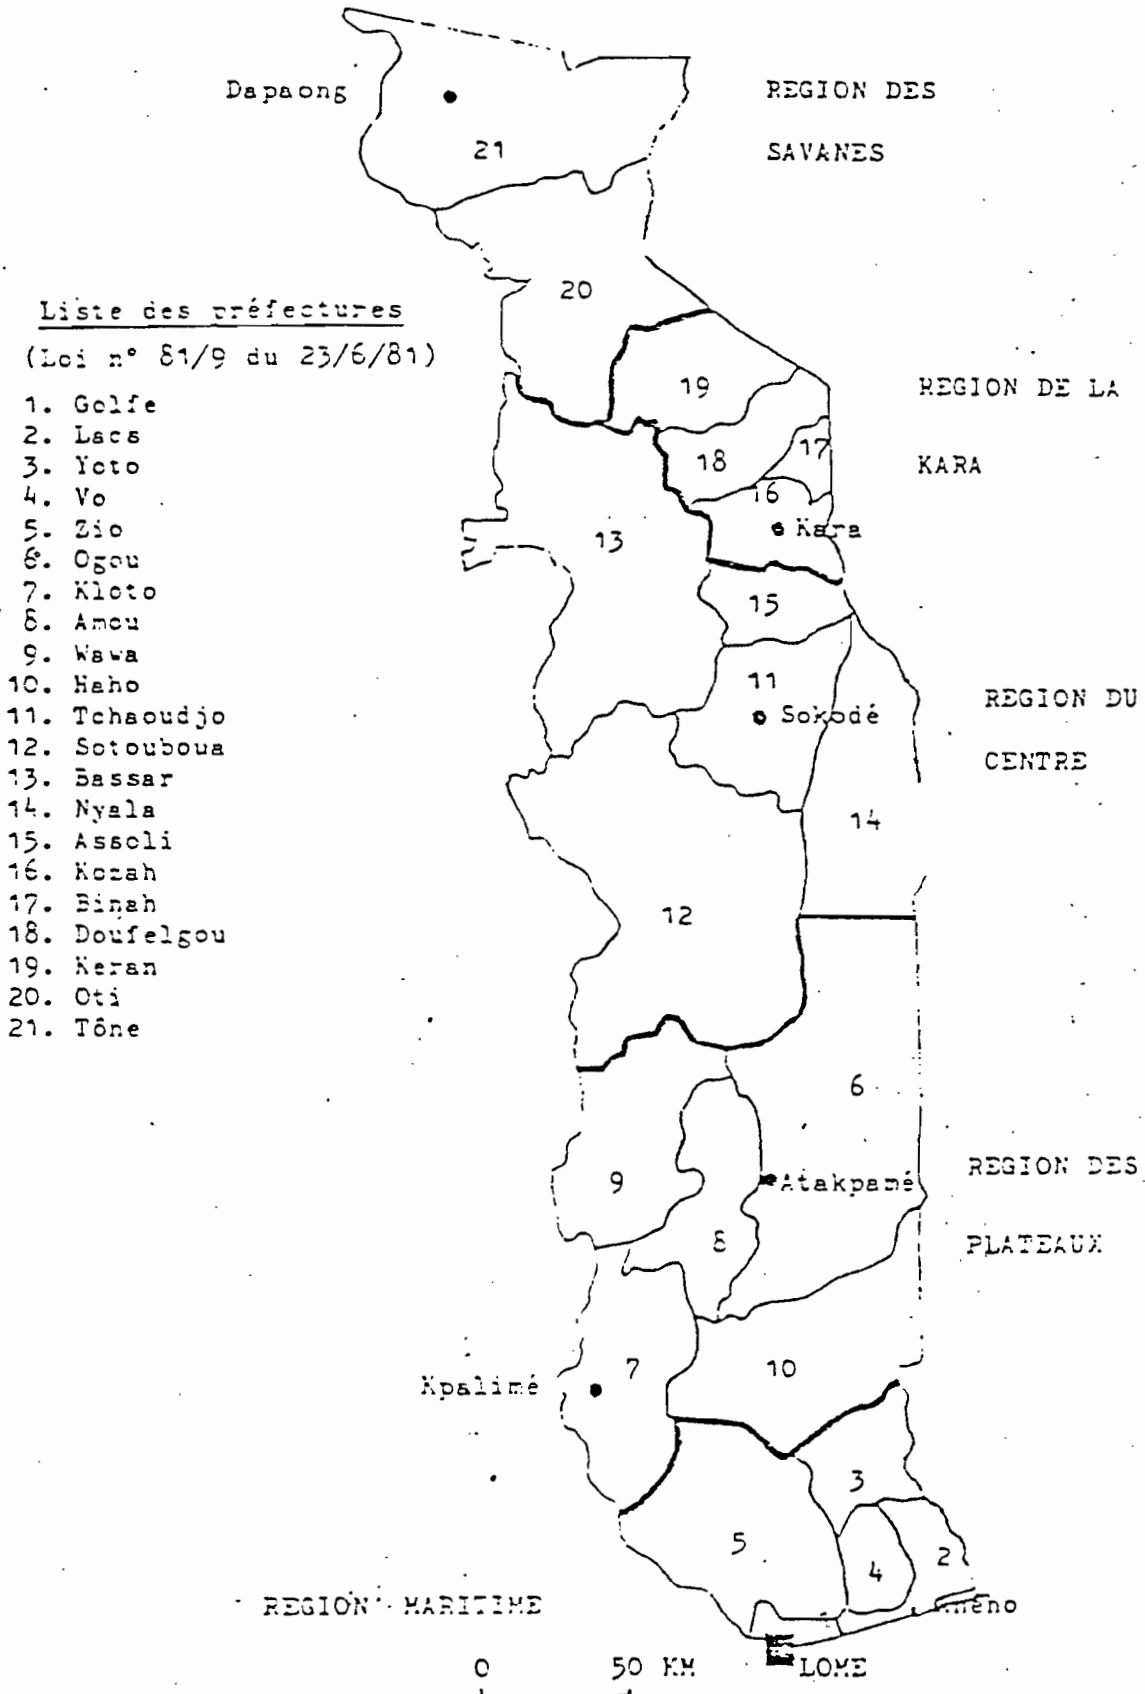 Dapaong
REGION DES
SAVANES
21
20
Liste des préfectures
(Loi n° 81/9 du 23/6/81)
1. Golfe
2. Lacs
3. Yoto
4. Vo
5. Zio
6. Ogou
7. Kloto
8. Amou
9. Wawa
10. Haho
11. Tchaoudjo
12. Sotouboua
13. Bassar
14. Nyala
15. Assoli
16. Kozah
17. Binah
18. Doufelgou
19. Keran
20. Oti
21. Tône
19
REGION DE LA
KARA
18
17
16
Kara
13
15
11
Sokodé
REGION DU
CENTRE
14
12
6
9
Atakpamé
REGION DES
PLATEAUX
8
7
10
Kpalimé
3
5
4
2
REGION MARITIME
LOME
0
50 KM